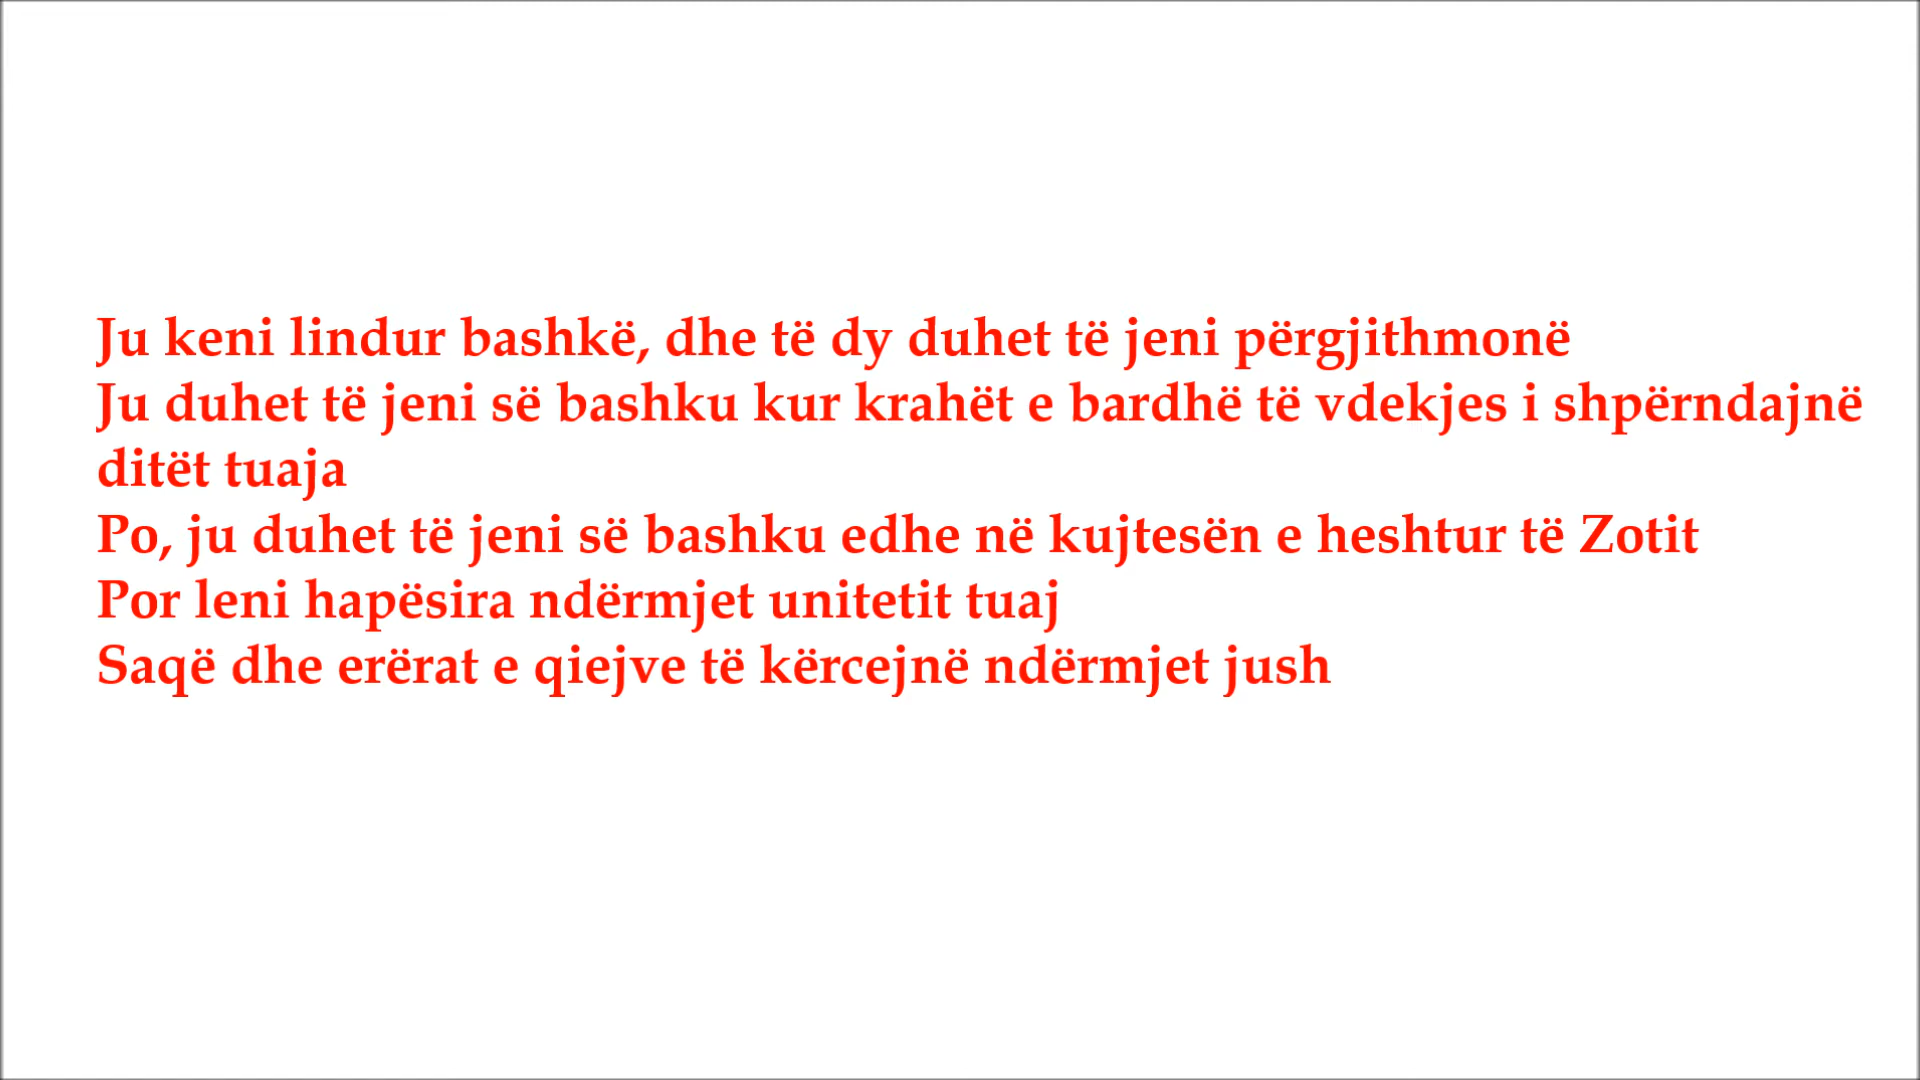 Ju keni lindur bashkë, dhe të dy duhet të jeni përgjithmonë
Ju duhet të jeni së bashku kur krahët e bardhë të vdekjes i shpërndajnë
ditët tuaja
Po, ju duhet të jeni së bashku edhe në kujtesën e heshtur të Zotit
Por leni hapësira ndërmjet unitetit tuaj
Saqë dhe erërat e qiejve të kërcejnë ndërmjet jush